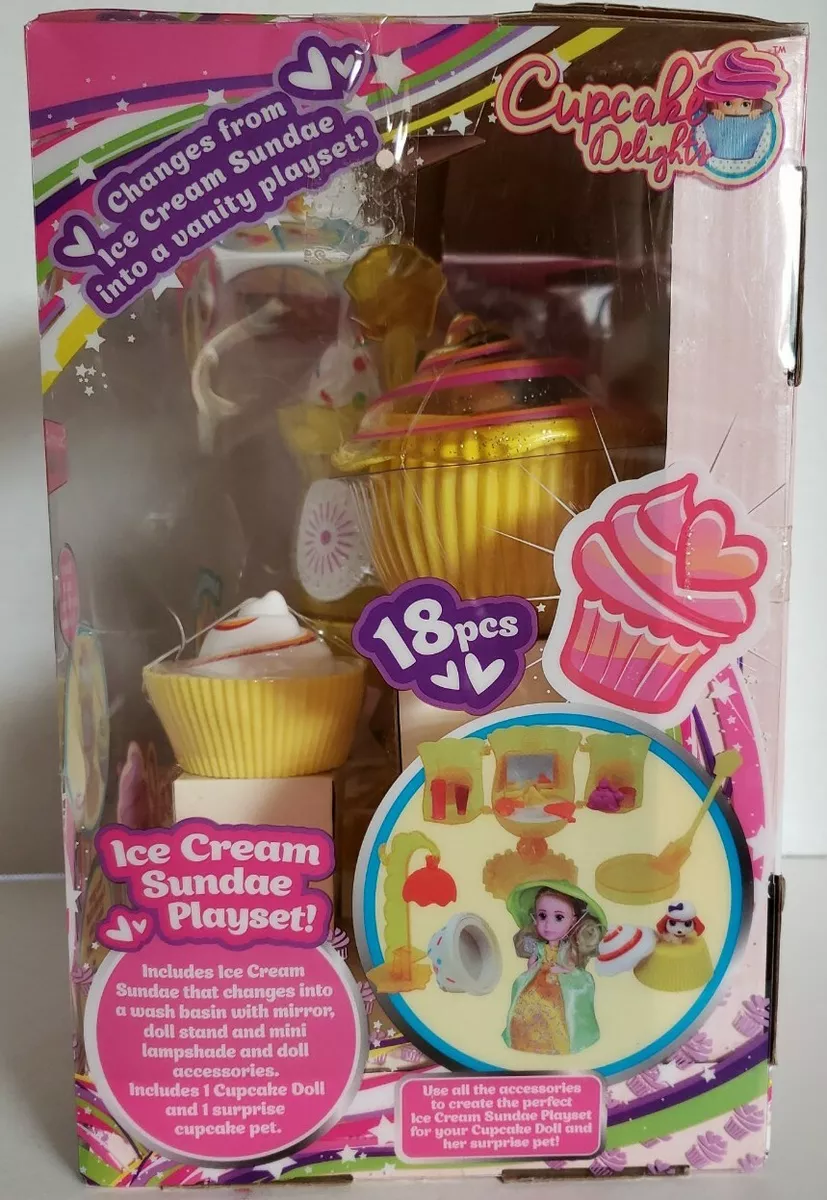 Changes from
Ice Cream Sundae
into a vanity playset!
Cupcake
Delights
TM
18pcs
Ice Cream
Sundae
Playset!
Includes Ice Cream
Sundae that changes into
a wash basin with mirror,
doll stand and mini
lampshade and doll
accessories.
Includes 1 Cupcake Doll
and 1 surprise
cupcake pet.
Use all the accessories
to create the perfect
Ice Cream Sundae Playset
for your Cupcake Doll and
her surprise pet!